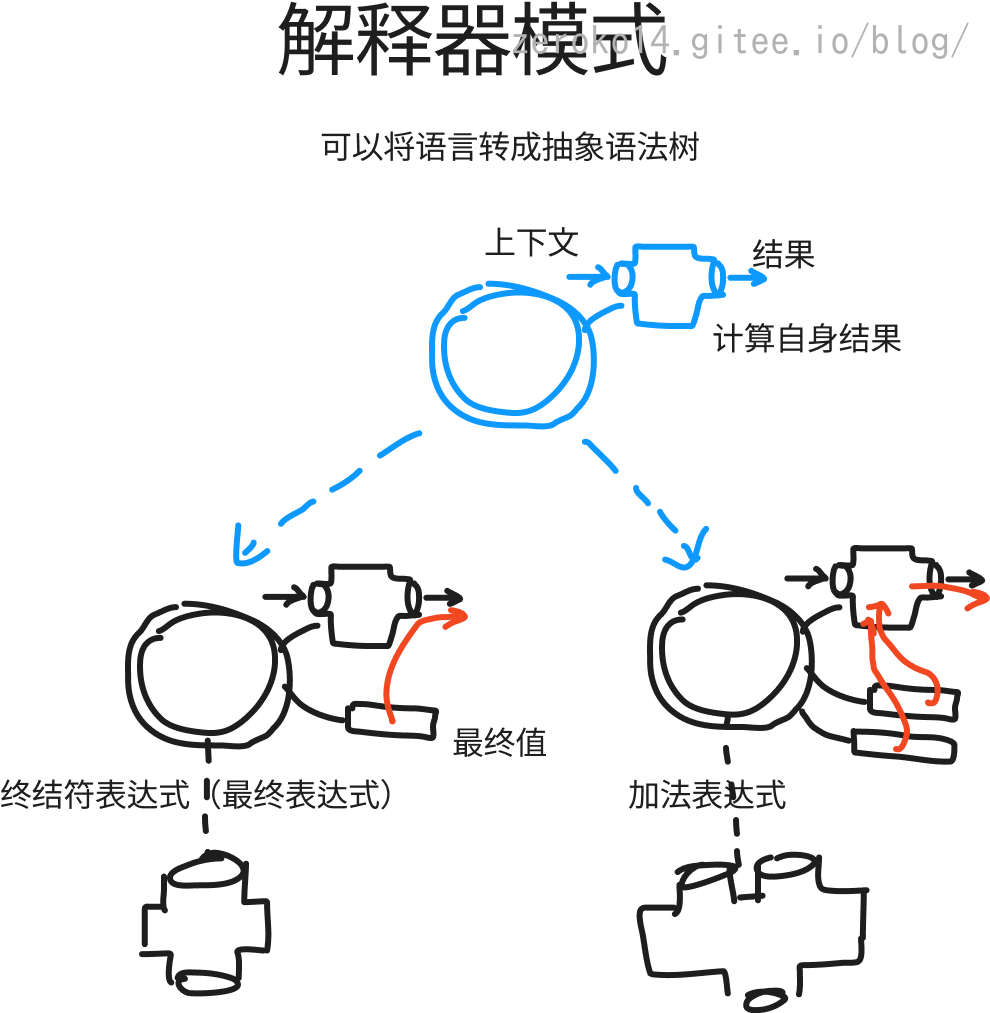 解释器模式
zeroko14.gitee.io/blog/
可以将语言转成抽象语法树
上下文
结果
计算自身结果
最终值
终结符表达式（最终表达式）
加法表达式